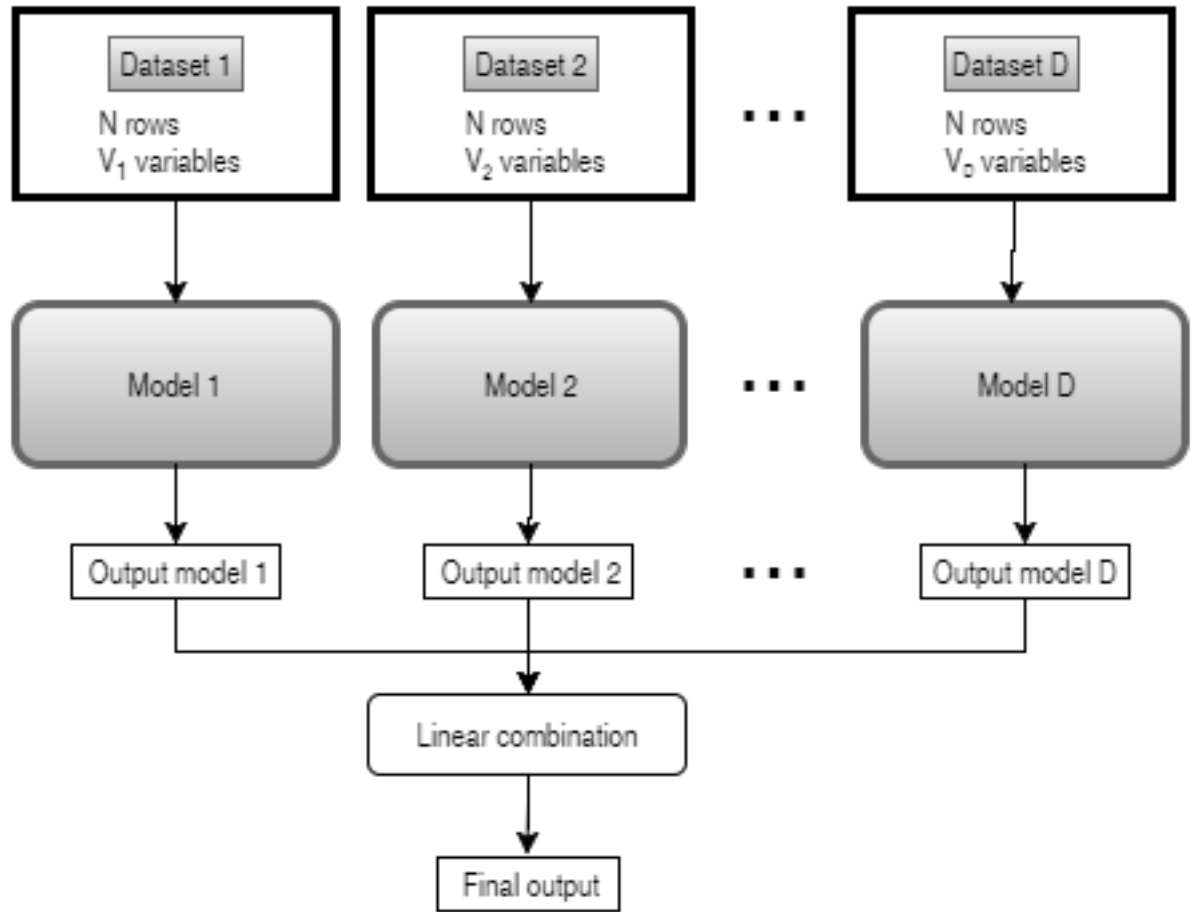 Dataset 1
N rows
V₁ variables
Dataset 2
N rows
V₂ variables
...
Dataset D
N rows
V_D variables
Model 1
Model 2
...
Model D
Output model 1
Output model 2
...
Output model D
Linear combination
Final output